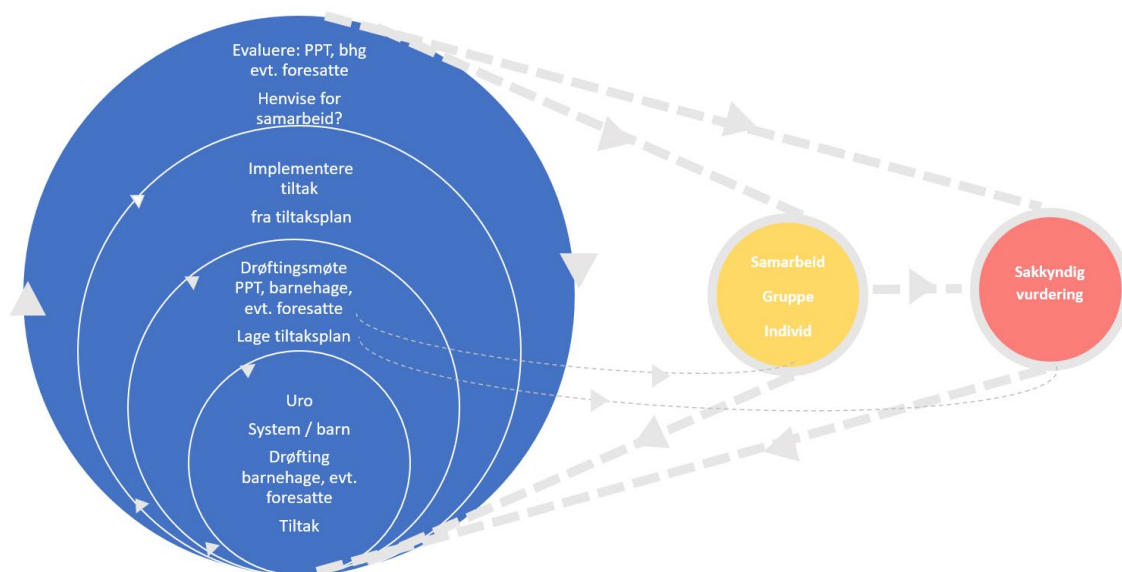 Evaluere: PPT, bhg
evt. foresatte
Henvise for
samarbeid?
Implementere
tiltak
fra tiltaksplan
Drøftingsmøte
PPT, barnehage,
evt. foresatte
Lage tiltaksplan
Uro
System / barn
Drøfting
barnehage, evt.
foresatte
Tiltak
Samarbeid
Gruppe
Individ
Sakkyndig
vurdering